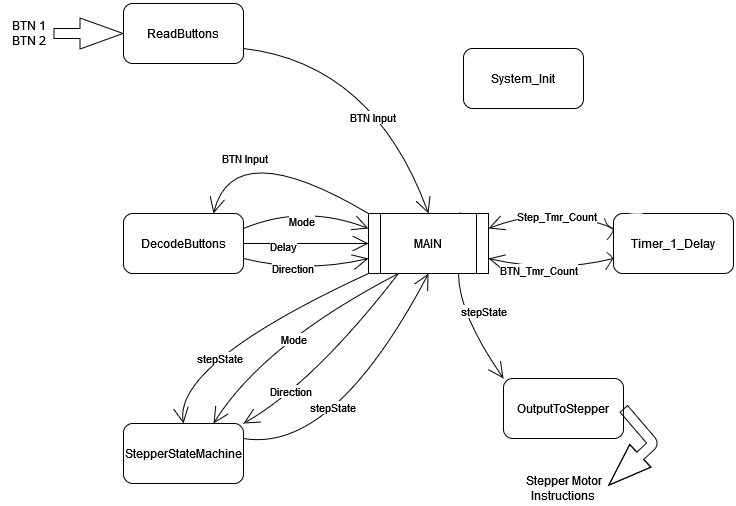 BTN 1
BTN 2
ReadButtons
System_Init
BTN Input
BTN Input
Mode
DecodeButtons
Delay
Direction
MAIN
Step_Tmr_Count
Timer_1_Delay
BTN_Tmr_Count
stepState
Mode
stepState
Direction
stepState
OutputToStepper
StepperStateMachine
Stepper Motor
Instructions